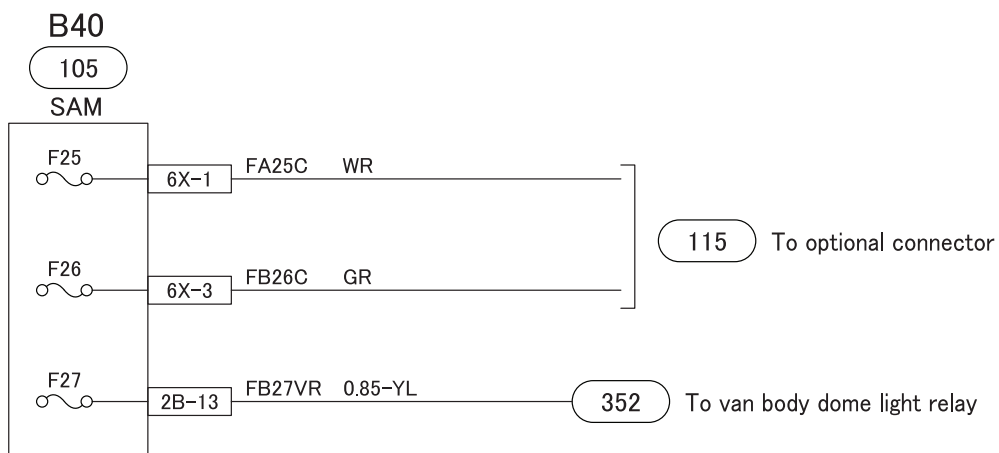 B40
105
SAM
F25
6X-1
FA25C WR
F26
6X-3
FB26C GR
115 To optional connector
F27
2B-13
FB27VR 0.85-YL
352 To van body dome light relay